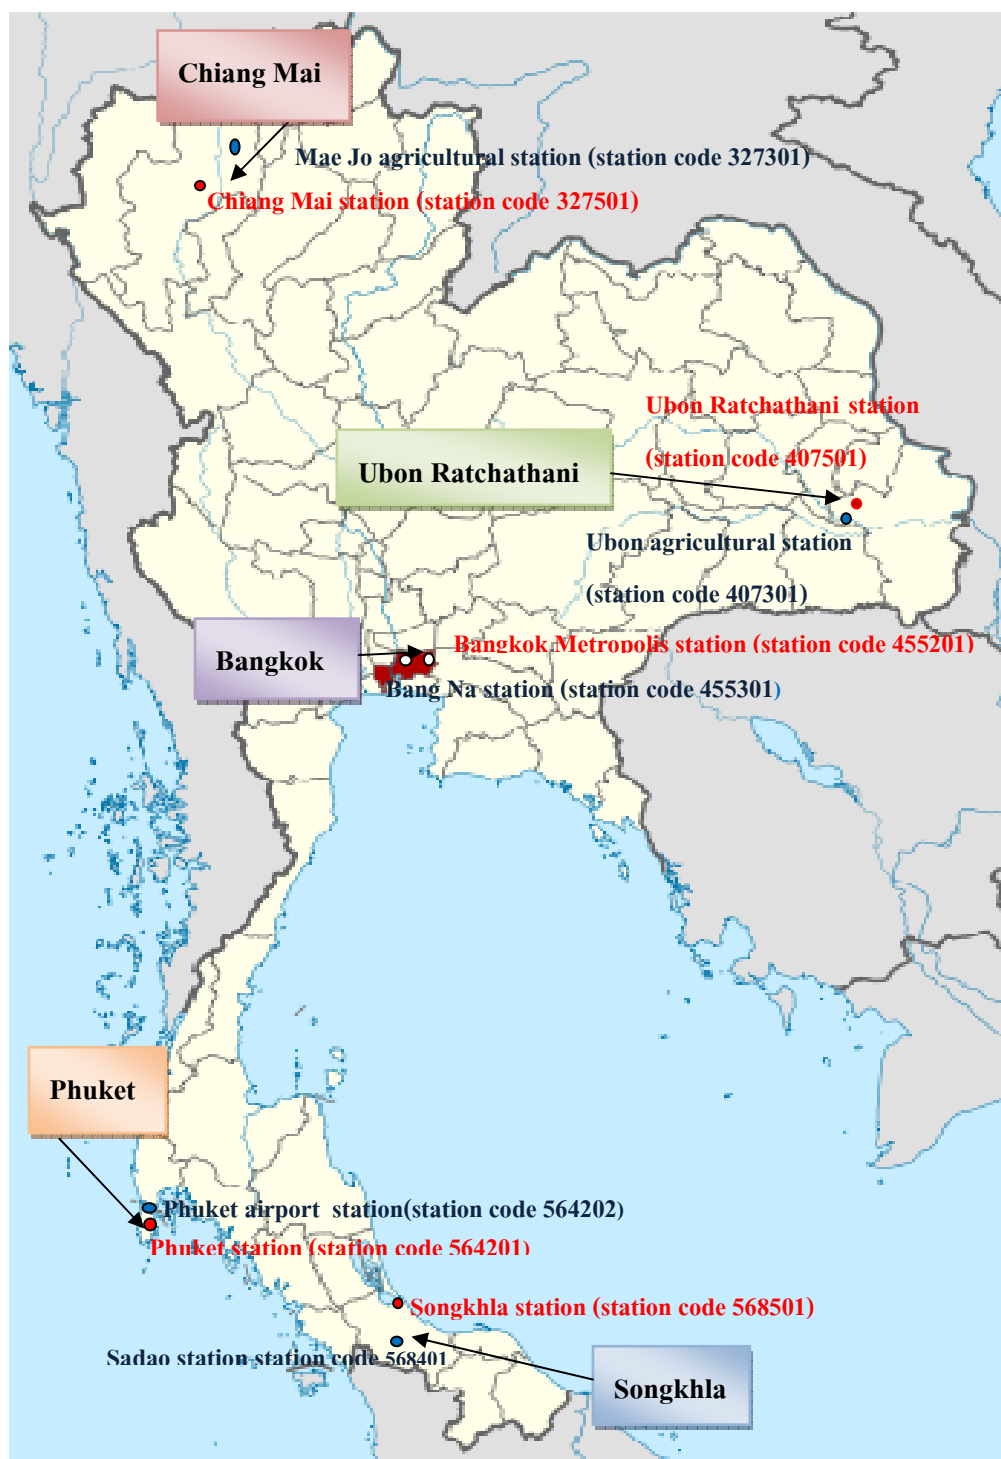 Chiang Mai
Mae Jo agricultural station (station code 327301)
Chiang Mai station (station code 327501)
Ubon Ratchathani station
(station code 407501)
Ubon Ratchathani
Ubon agricultural station
(station code 407301)
Bangkok Metropolis station (station code 455201)
Bangkok
Bang Na station (station code 455301)
Phuket
Phuket airport station(station code 564202)
Phuket station (station code 564201)
Songkhla station (station code 568501)
Sadao station station code 568401
Songkhla